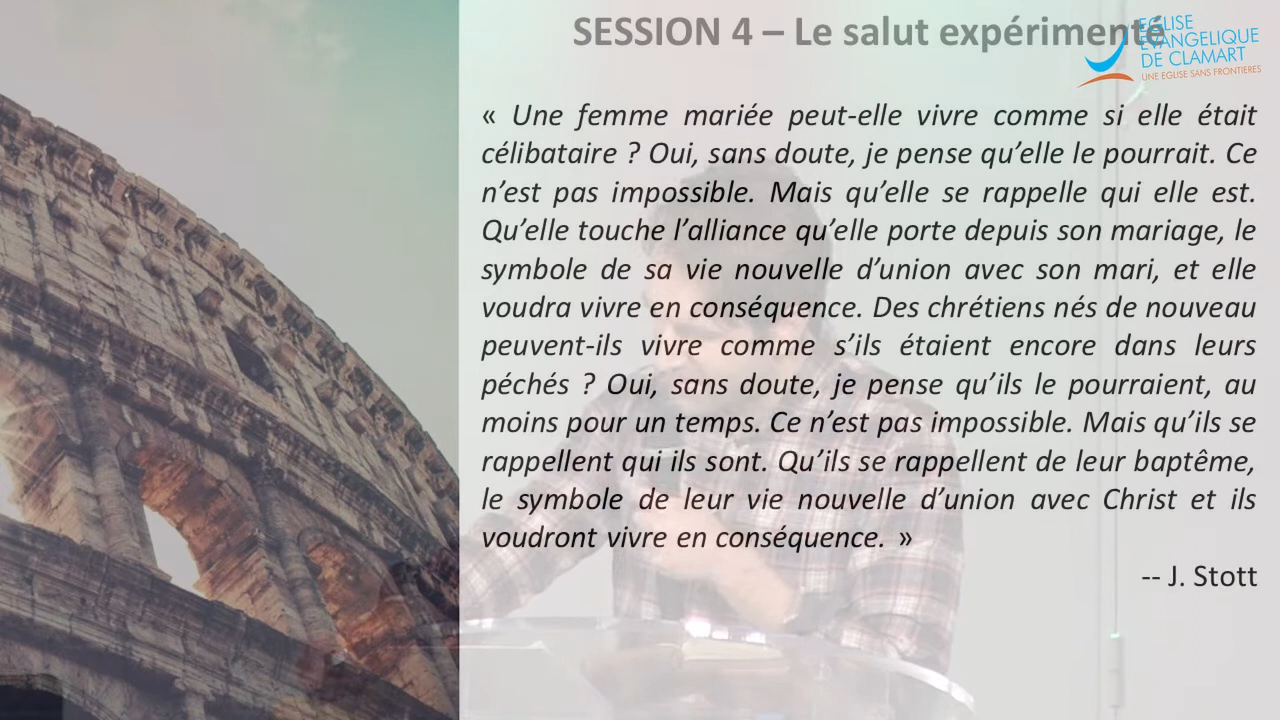 SESSION 4 – Le salut expérimenté
EGLISE
EVANGELIQUE
DE CLAMART
UNE EGLISE SANS FRONTIERES
« Une femme mariée peut-elle vivre comme si elle était
célibataire ? Oui, sans doute, je pense qu’elle le pourrait. Ce
n’est pas impossible. Mais qu’elle se rappelle qui elle est.
Qu’elle touche l’alliance qu’elle porte depuis son mariage, le
symbole de sa vie nouvelle d’union avec son mari, et elle
voudra vivre en conséquence. Des chrétiens nés de nouveau
peuvent-ils vivre comme s’ils étaient encore dans leurs
péchés ? Oui, sans doute, je pense qu’ils le pourraient, au
moins pour un temps. Ce n’est pas impossible. Mais qu’ils se
rappellent qui ils sont. Qu’ils se rappellent de leur baptême,
le symbole de leur vie nouvelle d’union avec Christ et ils
voudront vivre en conséquence. »
-- J. Stott